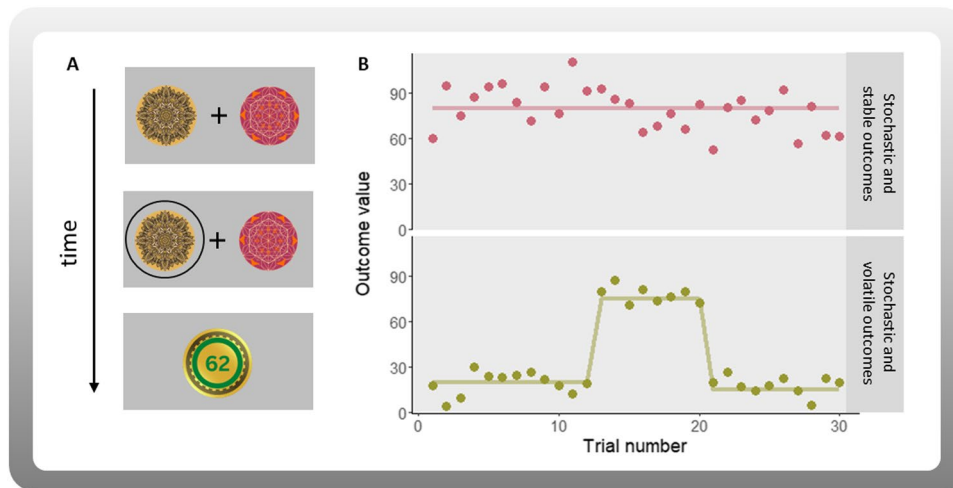 A
+
+
62
time
B
90
60
30
0
Stochastic and
stable outcomes
Outcome value
90
60
30
0
Stochastic and
volatile outcomes
0
10
20
30
Trial number